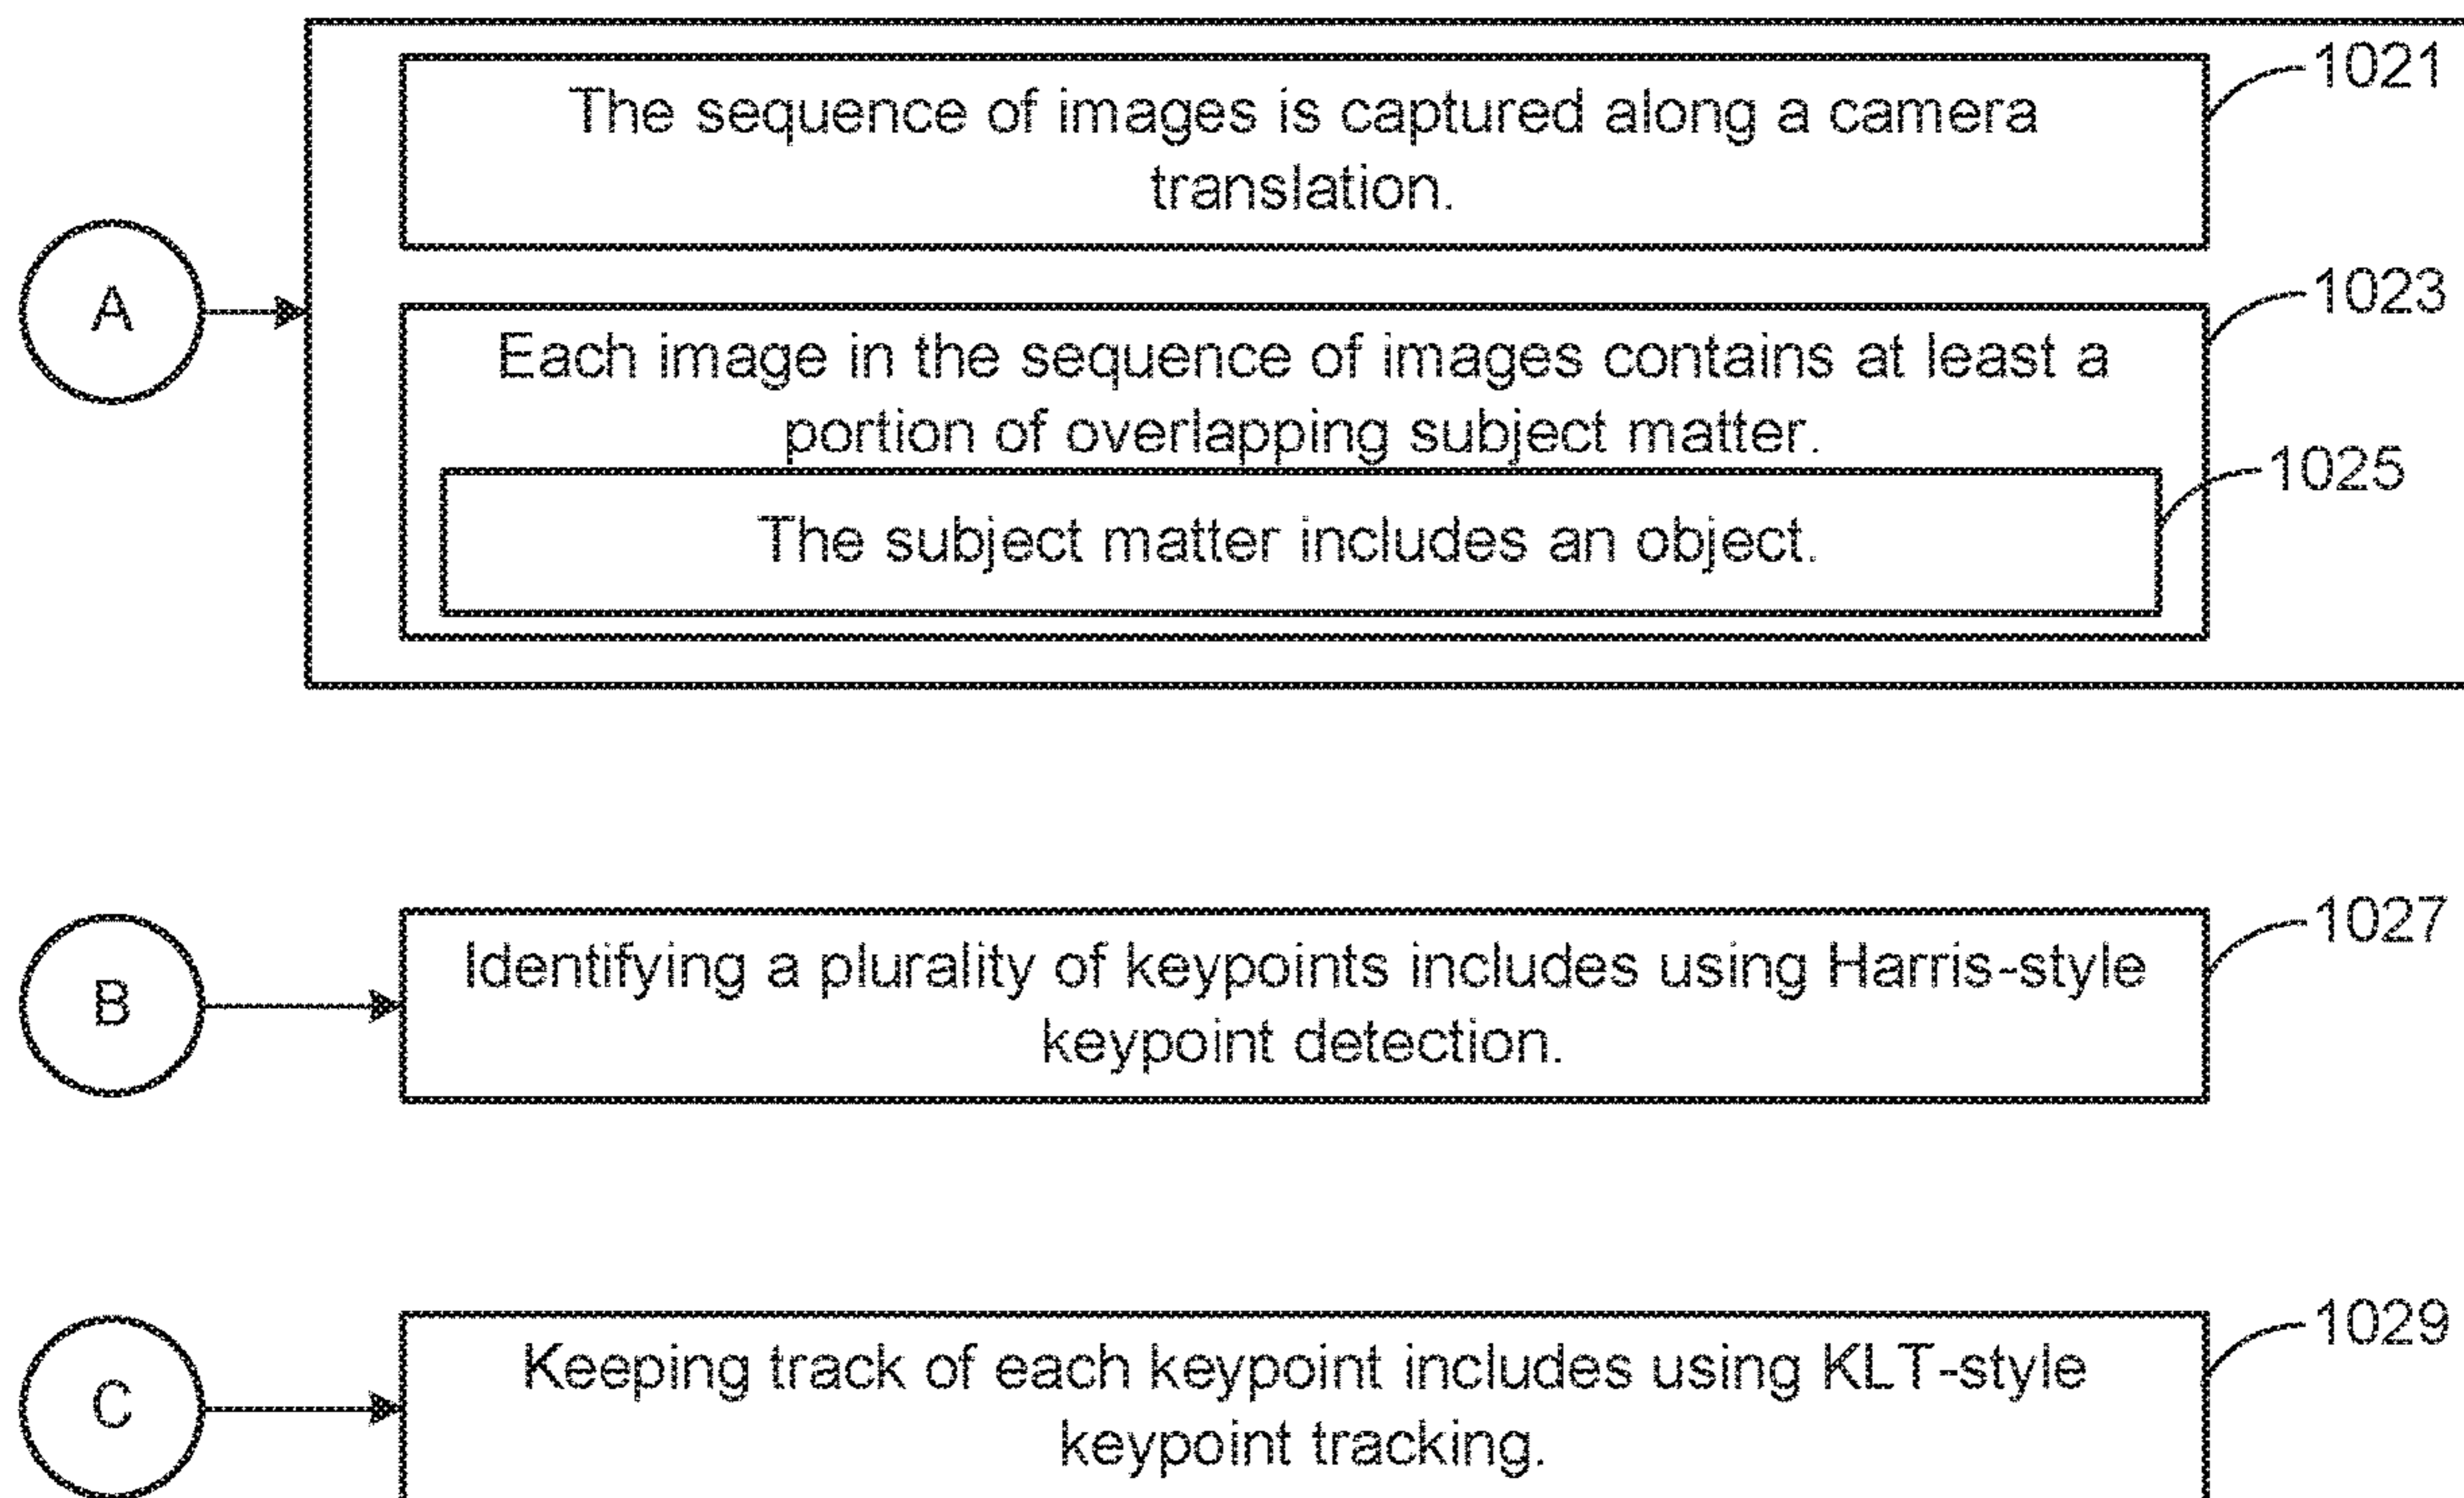 1021
The sequence of images is captured along a camera
translation.
A
1023
Each image in the sequence of images contains at least a
portion of overlapping subject matter.
1025
The subject matter includes an object.
1027
B
Identifying a plurality of keypoints includes using Harris-style
keypoint detection.
1029
C
Keeping track of each keypoint includes using KLT-style
keypoint tracking.